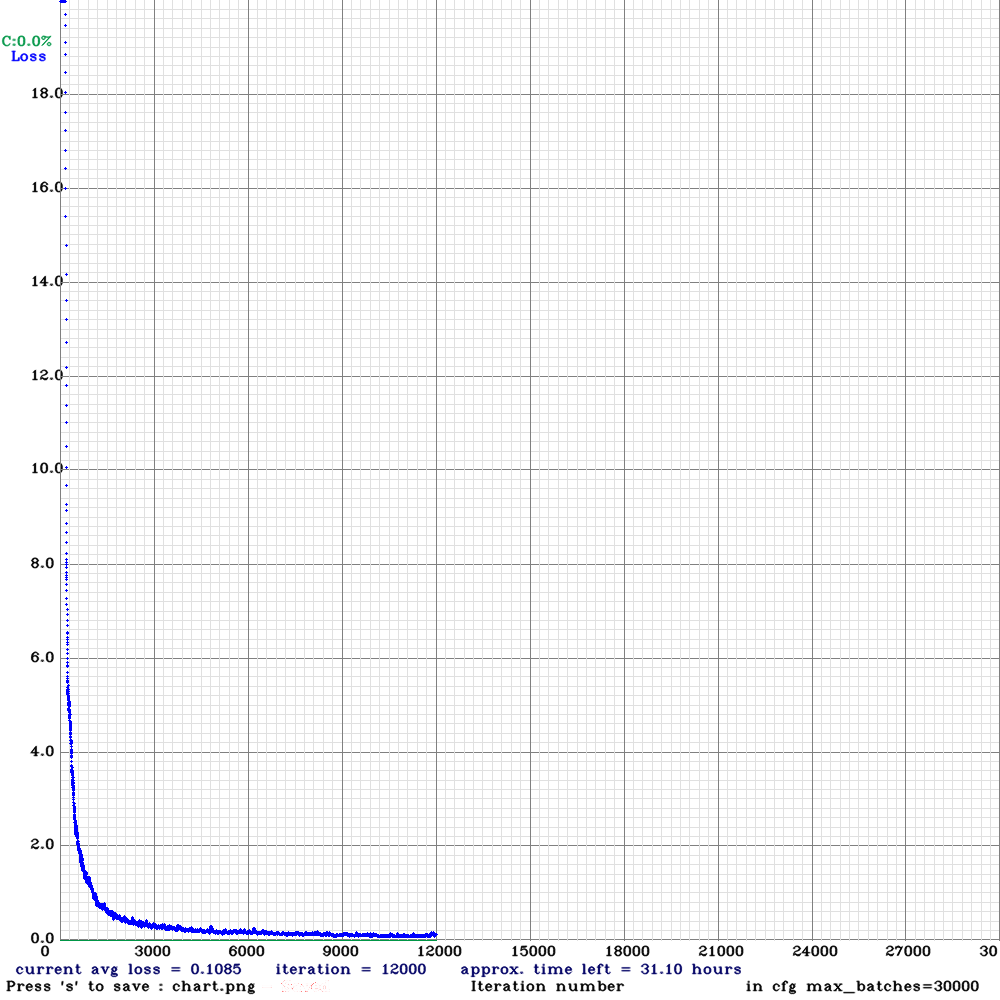 C:0.0%
Loss
18.0
16.0
14.0
12.0
10.0
8.0
6.0
4.0
2.0
0.0
0 3000 6000 9000 12000 15000 18000 21000 24000 27000 30
current avg loss = 0.1085 iteration = 12000 approx. time left = 31.10 hours
Press 's' to save : chart.png Iteration number in cfg max_batches=30000